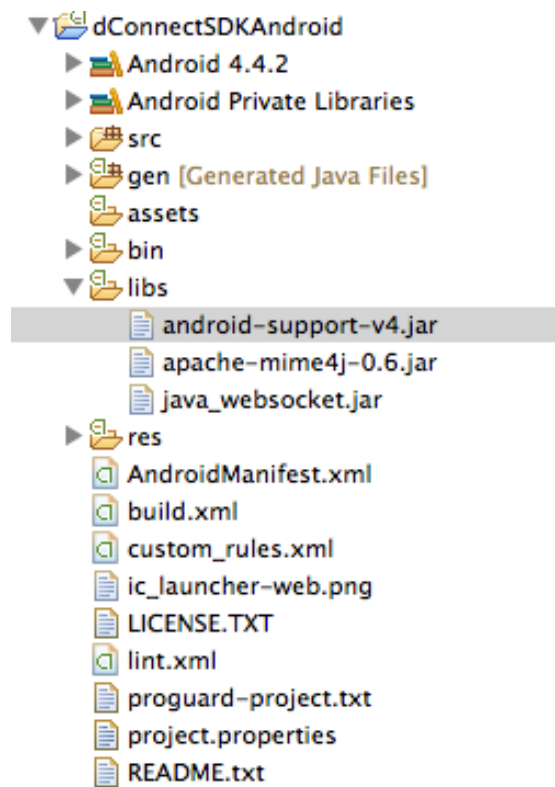 dConnectSDKAndroid
Android 4.4.2
Android Private Libraries
src
gen [Generated Java Files]
assets
bin
libs
android-support-v4.jar
apache-mime4j-0.6.jar
java_websocket.jar
res
AndroidManifest.xml
build.xml
custom_rules.xml
ic_launcher-web.png
LICENSE.TXT
lint.xml
proguard-project.txt
project.properties
README.txt